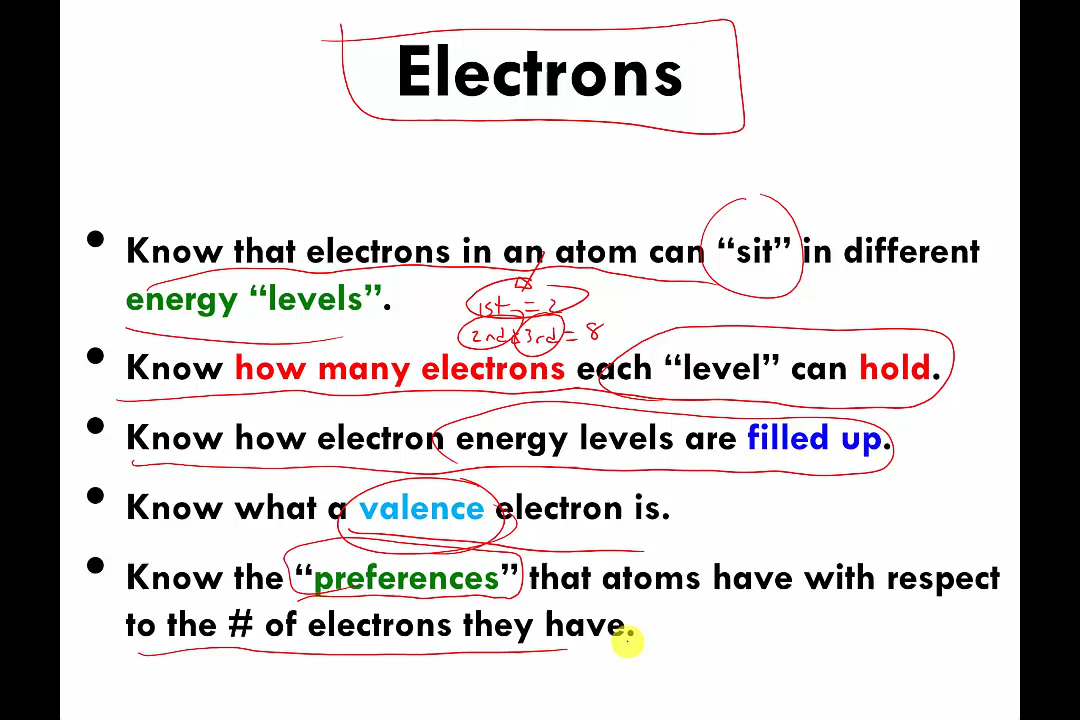 Electrons
• Know that electrons in an atom can “sit” in different
energy “levels”.
1st = 2
2nd & 3rd = 8
• Know how many electrons each “level” can hold.
• Know how electron energy levels are filled up.
• Know what a valence electron is.
• Know the “preferences” that atoms have with respect
to the # of electrons they have.